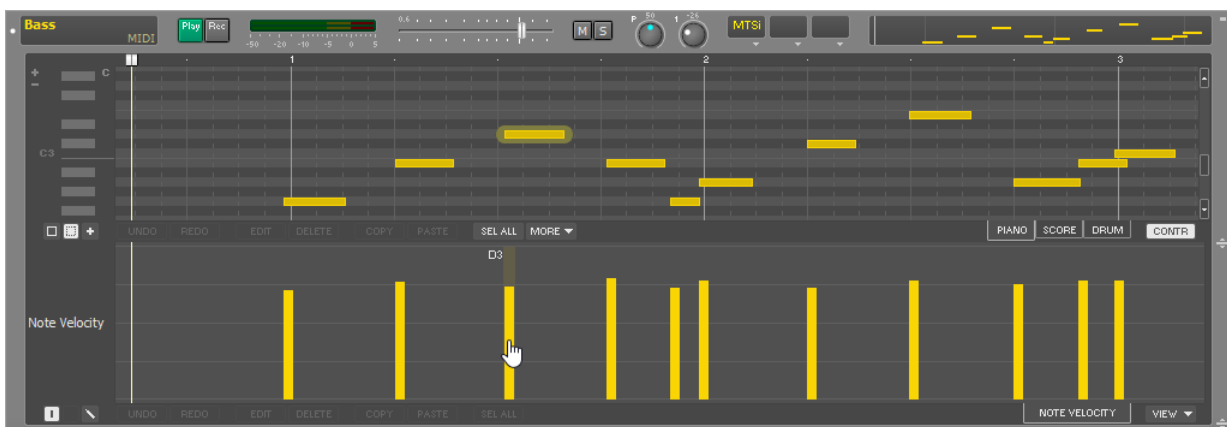 Bass
MIDI
Play Rec
-50 -20 -10 -5 0 5
0.6
M S
P 50
1 -26
MTSi
1 2 3
+ C
−
C3
UNDO REDO EDIT DELETE COPY PASTE SEL ALL MORE PIANO SCORE DRUM CONTR
D3
Note Velocity
UNDO REDO EDIT DELETE COPY PASTE SEL ALL NOTE VELOCITY VIEW